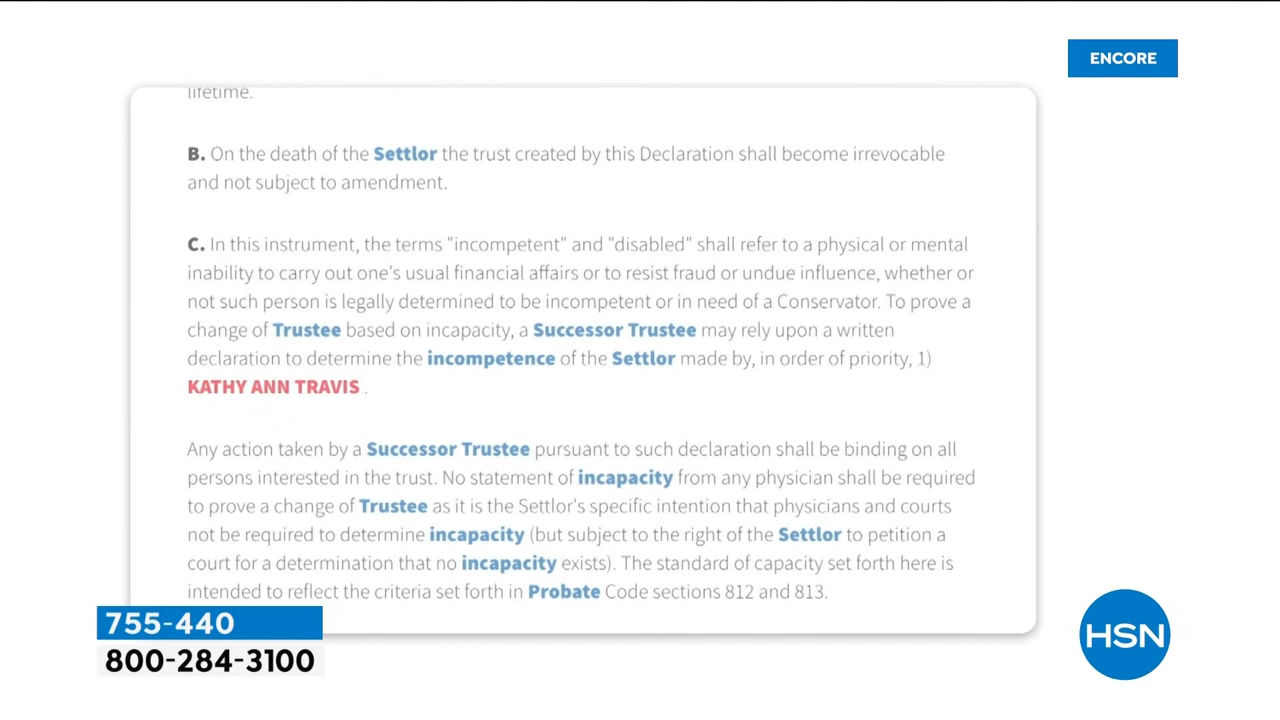 ENCORE
lifetime.
B. On the death of the Settlor the trust created by this Declaration shall become irrevocable
and not subject to amendment.
C. In this instrument, the terms "incompetent" and "disabled" shall refer to a physical or mental
inability to carry out one's usual financial affairs or to resist fraud or undue influence, whether or
not such person is legally determined to be incompetent or in need of a Conservator. To prove a
change of Trustee based on incapacity, a Successor Trustee may rely upon a written
declaration to determine the incompetence of the Settlor made by, in order of priority, 1)
KATHY ANN TRAVIS .
Any action taken by a Successor Trustee pursuant to such declaration shall be binding on all
persons interested in the trust. No statement of incapacity from any physician shall be required
to prove a change of Trustee as it is the Settlor's specific intention that physicians and courts
not be required to determine incapacity (but subject to the right of the Settlor to petition a
court for a determination that no incapacity exists). The standard of capacity set forth here is
intended to reflect the criteria set forth in Probate Code sections 812 and 813.
755-440
800-284-3100
HSN